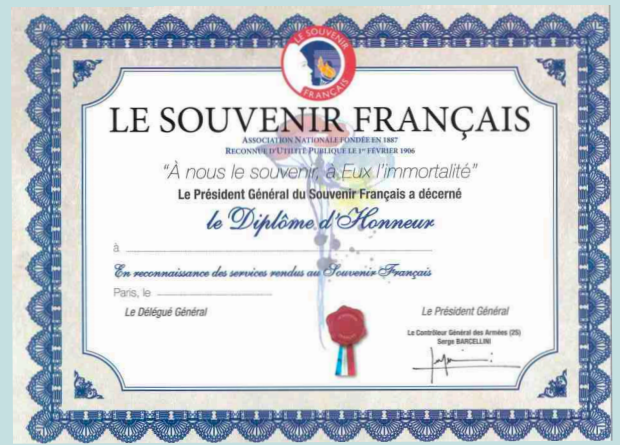 LE SOUVENIR
FRANÇAIS
LE SOUVENIR FRANÇAIS
ASSOCIATION NATIONALE FONDÉE EN 1887
RECONNUE D'UTILITÉ PUBLIQUE LE 1er FÉVRIER 1906
"À nous le souvenir, à Eux l'immortalité"
Le Président Général du Souvenir Français a décerné
le Diplôme d'Honneur
à
En reconnaissance des services rendus au Souvenir Français
Paris, le
Le Délégué Général
Le Président Général
Le Contrôleur Général des Armées (2S)
Serge BARCELLINI